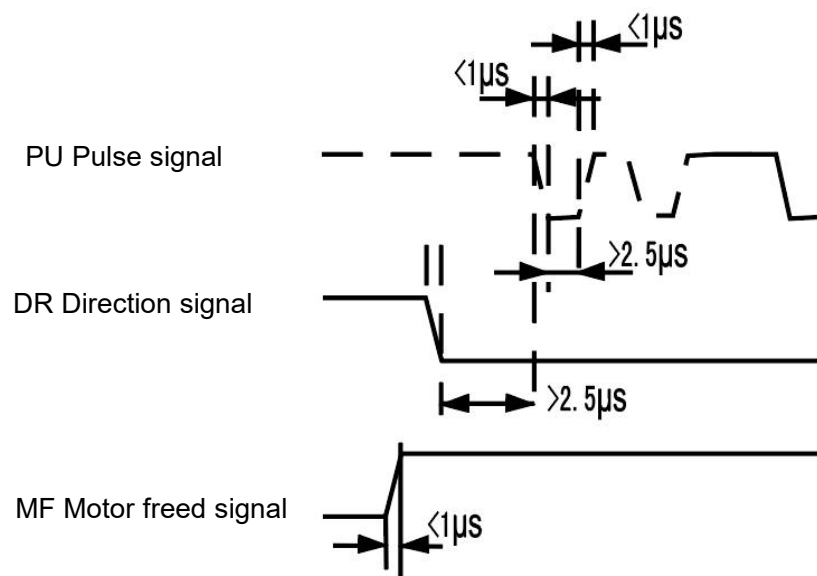 <1μs
<1μs
PU Pulse signal
>2.5μs
DR Direction signal
>2.5μs
MF Motor freed signal
<1μs